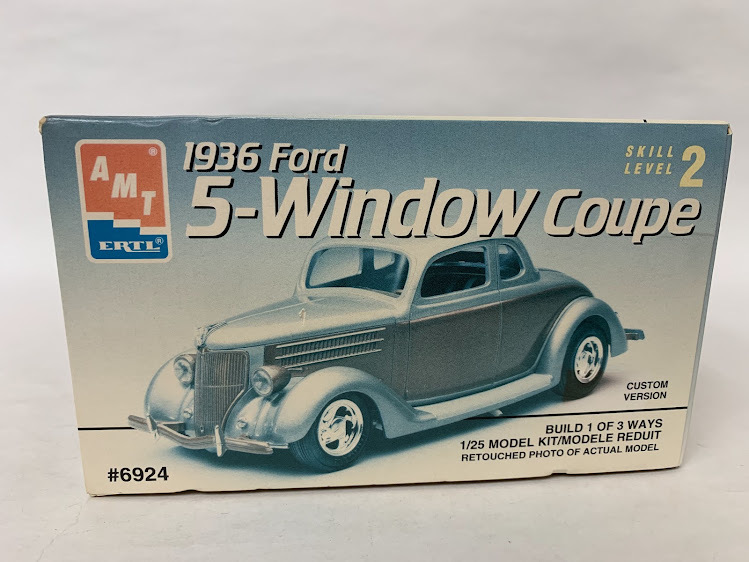 AMT®
ERTL®
1936 Ford
5-Window Coupe
SKILL
LEVEL 2
CUSTOM
VERSION
BUILD 1 OF 3 WAYS
1/25 MODEL KIT/MODELE REDUIT
RETOUCHED PHOTO OF ACTUAL MODEL
#6924